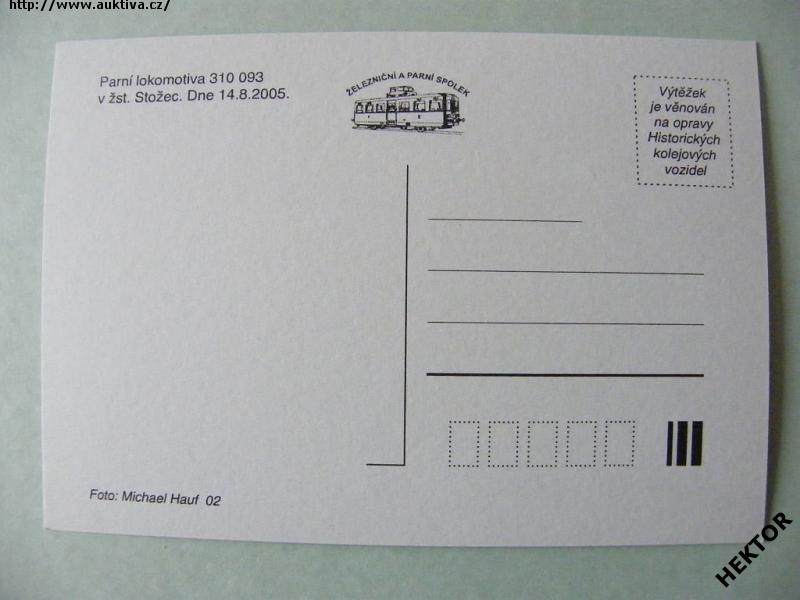 http://www.auktiva.cz/
Parní lokomotiva 310 093
v žst. Stožec. Dne 14.8.2005.
ŽELEZNIČNÍ A PARNÍ SPOLEK
Výtěžek
je věnován
na opravy
Historických
kolejových
vozidel
Foto: Michael Hauf 02
HEKTOR